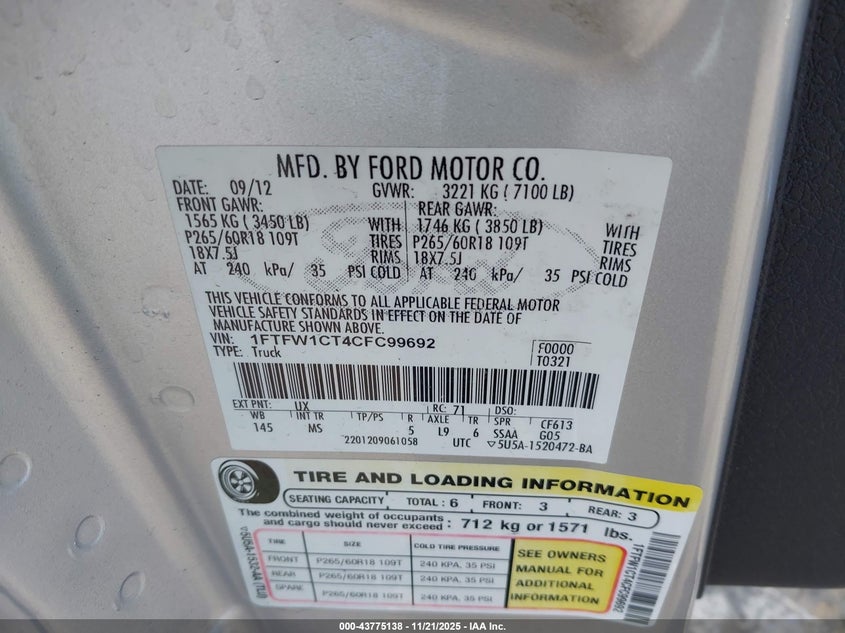 MFD. BY FORD MOTOR CO.
DATE: 09/12 GVWR: 3221 KG ( 7100 LB)
FRONT GAWR: REAR GAWR:
1565 KG ( 3450 LB) WITH 1746 KG ( 3850 LB) WITH
P265/60R18 109T TIRES P265/60R18 109T TIRES
18X7.5J RIMS 18X7.5J RIMS
AT 240 kPa/ 35 PSI COLD AT 240 kPa/ 35 PSI COLD
THIS VEHICLE CONFORMS TO ALL APPLICABLE FEDERAL MOTOR
VEHICLE SAFETY STANDARDS IN EFFECT ON THE DATE OF
MANUFACTURE SHOWN ABOVE.
VIN: 1FTFW1CT4CFC99692 F0000
TYPE: Truck T0321
EXT PNT: UX RC: 71 DSO:
WB INT TR TP/PS R AXLE TR SPR CF613
145 MS 5 L9 6 SSAA G05
2201209061058 UTC ▽5U5A-1520472-BA
TIRE AND LOADING INFORMATION
SEATING CAPACITY TOTAL: 6 FRONT: 3 REAR: 3
The combined weight of occupants
and cargo should never exceed : 712 kg or 1571 lbs.
TIRE SIZE COLD TIRE PRESSURE
FRONT P265/60R18 109T 240 KPA, 35 PSI
REAR P265/60R18 109T 240 KPA, 35 PSI
SPARE P265/60R18 109T 240 KPA, 35 PSI
SEE OWNERS
MANUAL FOR
ADDITIONAL
INFORMATION
1FTFW1CT4CFC99692
000-43775138 - 11/21/2025 - IAA Inc.